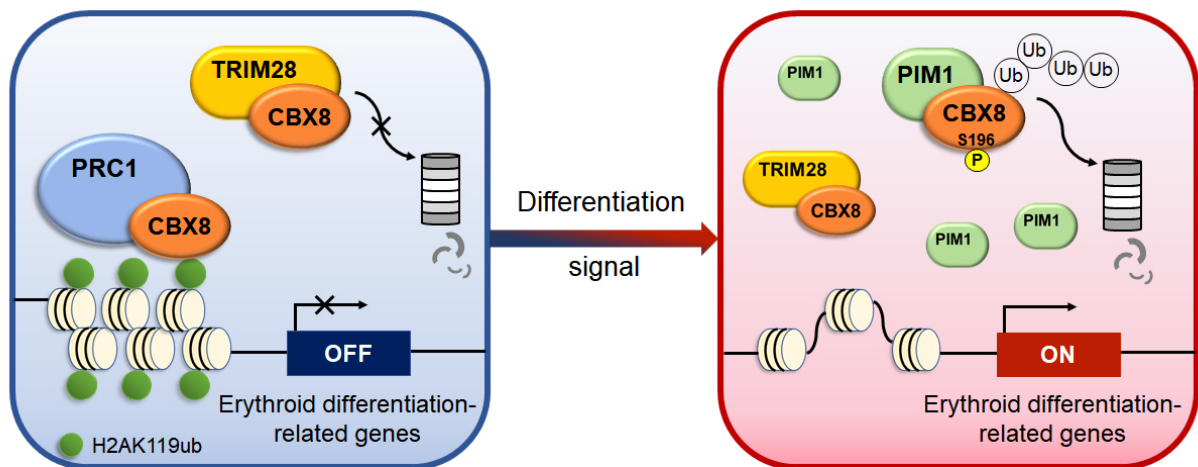 TRIM28
CBX8
PRC1
CBX8
OFF
Erythroid differentiation-
related genes
H2AK119ub
Differentiation
signal
PIM1
PIM1
Ub
Ub
Ub
Ub
CBX8
S196
P
TRIM28
CBX8
PIM1
PIM1
ON
Erythroid differentiation-
related genes